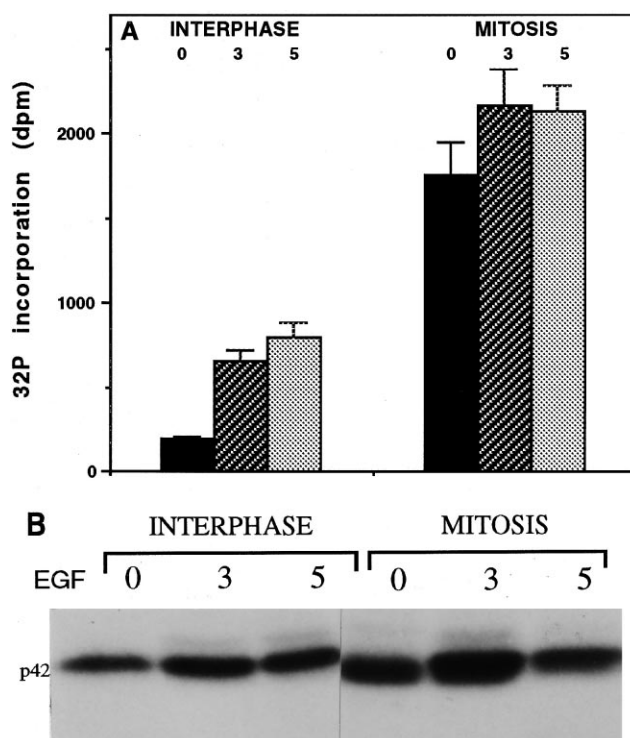 A INTERPHASE MITOSIS
0 3 5 0 3 5
32P incorporation (dpm)
2000
1000
0
B INTERPHASE MITOSIS
EGF 0 3 5 0 3 5
p42